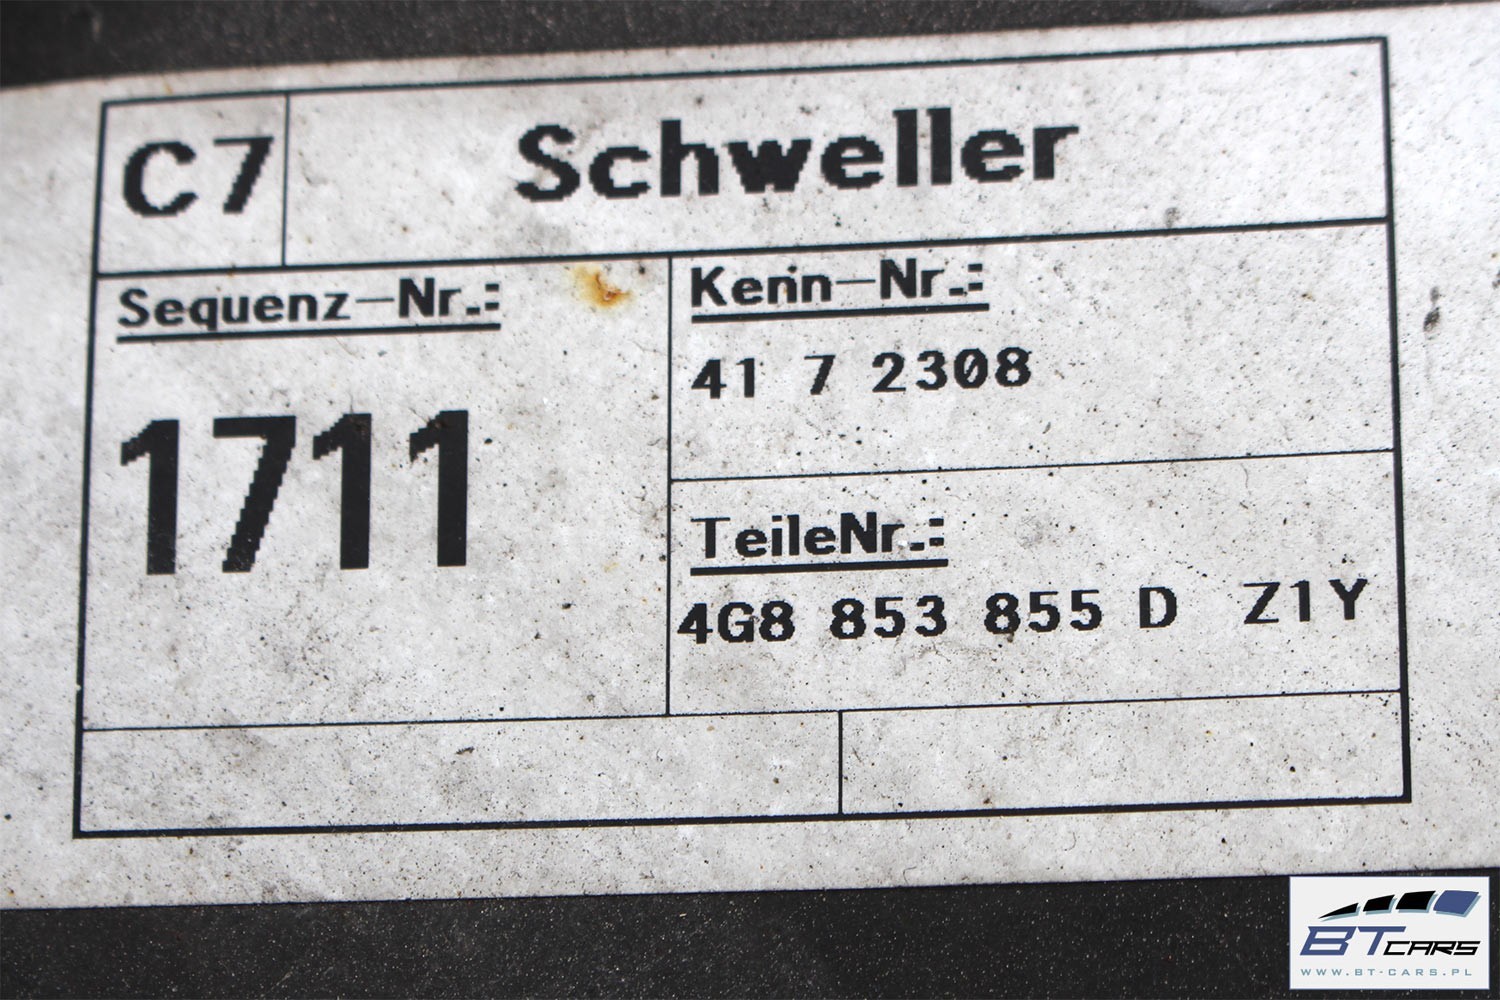 C7 Schweller
Sequenz-Nr.:
1711
Kenn-Nr.:
41 7 2308
TeileNr.:
4G8 853 855 D Z1Y
BT CARS
WWW.BT-CARS.PL